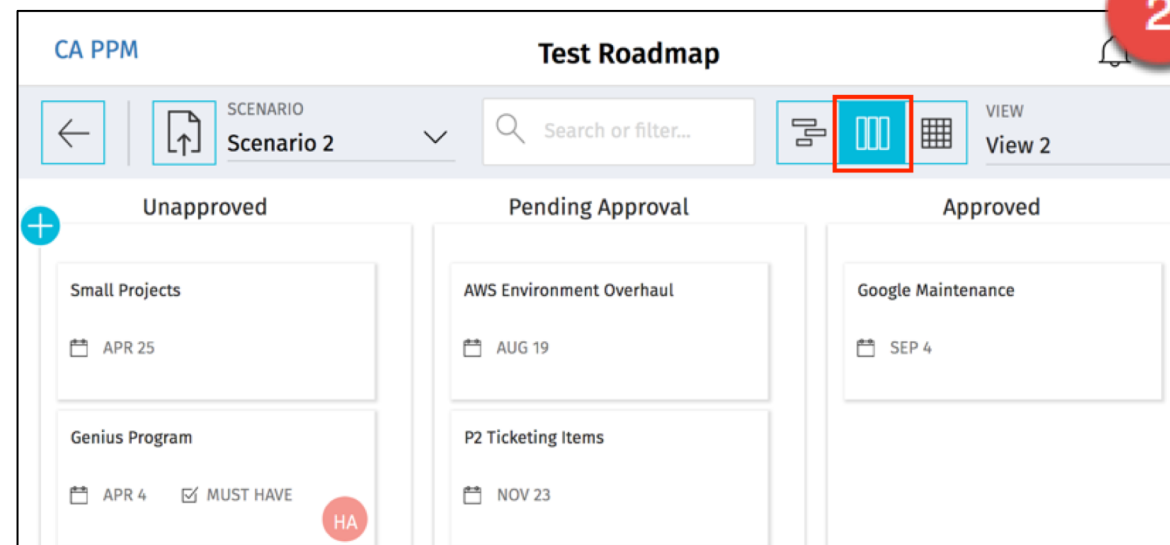 2
CA PPM
Test Roadmap
SCENARIO
Scenario 2
Search or filter...
VIEW
View 2
Unapproved
Pending Approval
Approved
Small Projects
APR 25
AWS Environment Overhaul
AUG 19
Google Maintenance
SEP 4
Genius Program
APR 4 MUST HAVE
HA
P2 Ticketing Items
NOV 23